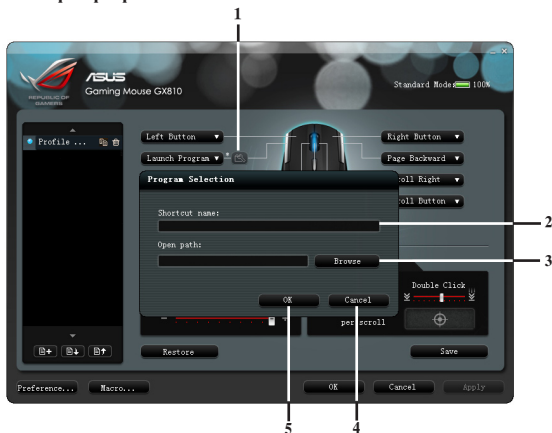 1
ASUS
Gaming Mouse GX810
REPUBLIC OF
GAMERS
Standard Mode 100%
Profile ...
Left Button
Right Button
Launch Program
Page Backward
Program Selection
roll Right
Shortcut name:
roll Button
2
Open path:
Browse
3
Double Click
OK
Cancel
per scroll
Restore
Save
Preference...
Macro...
OK
Cancel
Apply
5
4